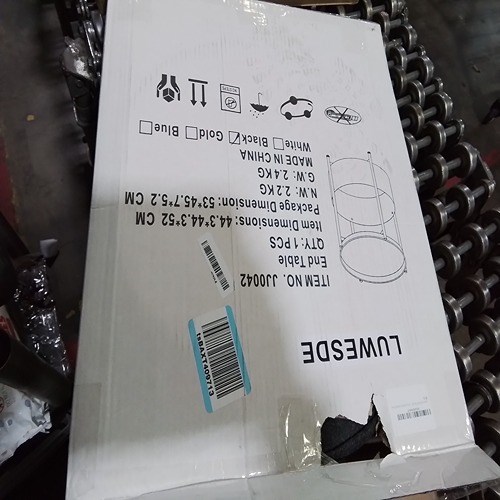 LUWESDE
ITEM NO. JJ0042
End Table
QTY: 1 PCS
Item Dimensions: 44.3*44.3*52 CM
Package Dimension: 53*45.7*5.2 CM
N.W: 2.2KG
G.W: 2.4KG
MADE IN CHINA
White Black Gold Blue
tsBAXT409713